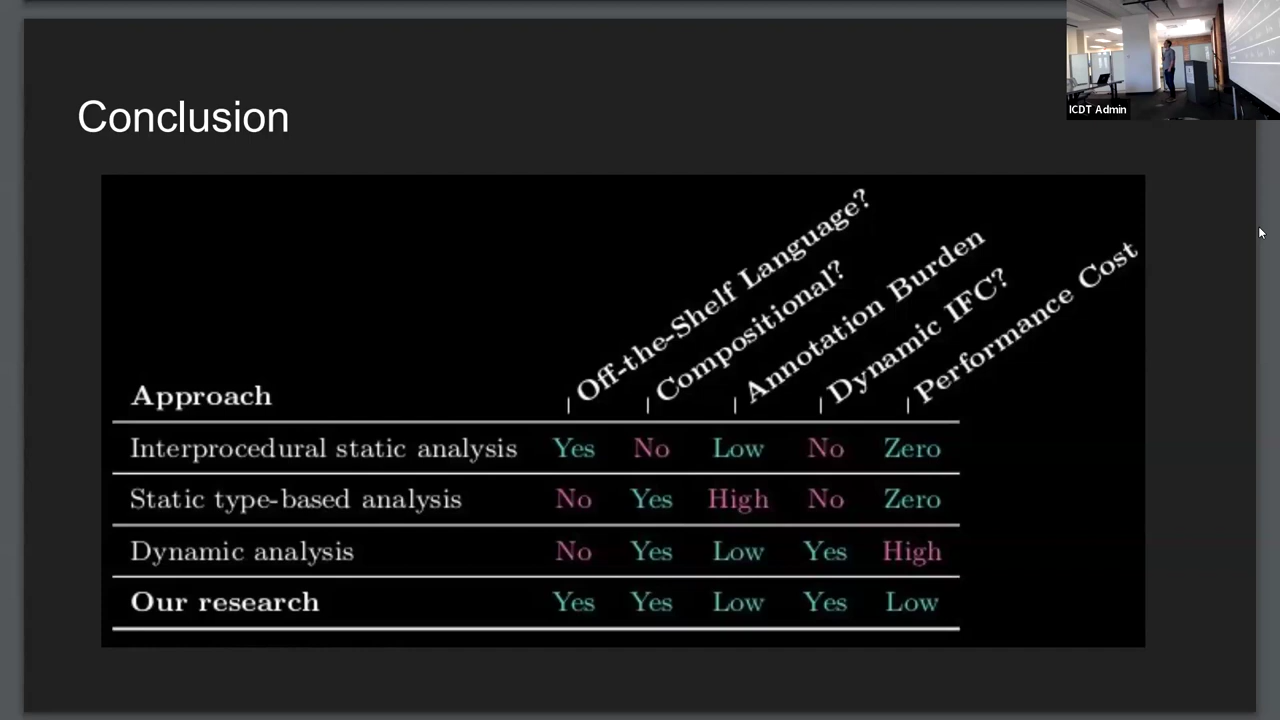 ICDT Admin
Conclusion
Approach
Off-the-Shelf Language?
Compositional?
Annotation Burden
Dynamic IFC?
Performance Cost
Interprocedural static analysis Yes No Low No Zero
Static type-based analysis No Yes High No Zero
Dynamic analysis No Yes Low Yes High
Our research Yes Yes Low Yes Low